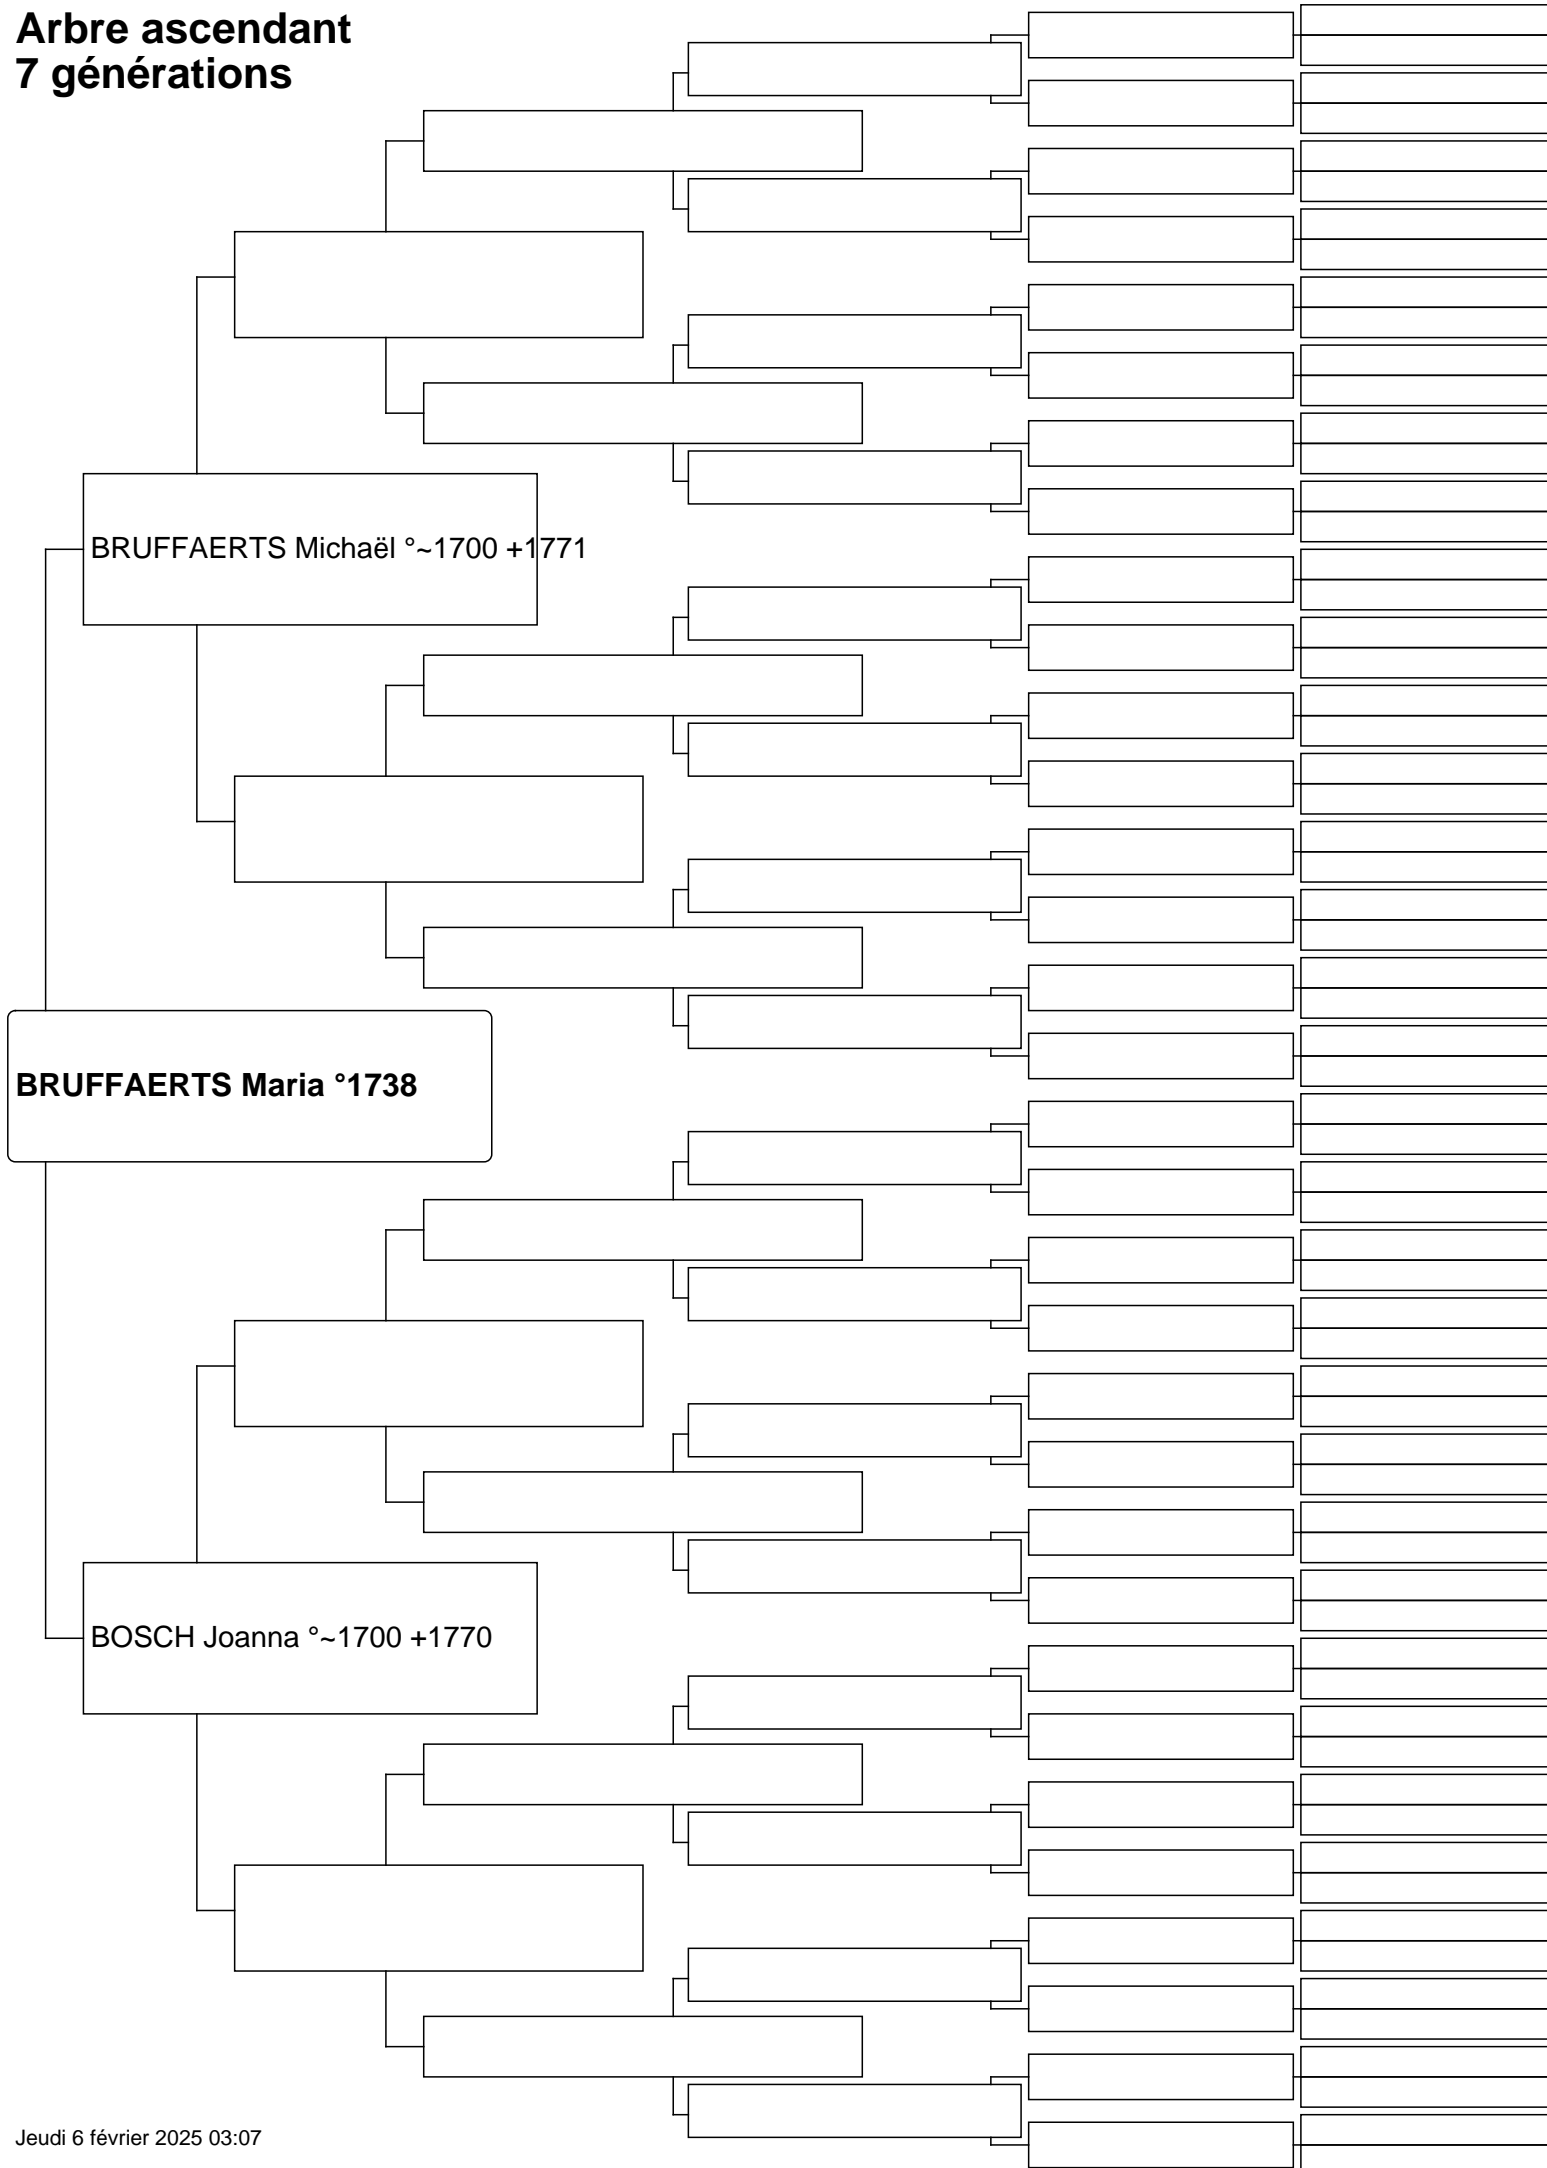 Arbre ascendant
7 générations
BRUFFAERTS Michaël °~1700 +1771
BRUFFAERTS Maria °1738
BOSCH Joanna °~1700 +1770
Jeudi 6 février 2025 03:07